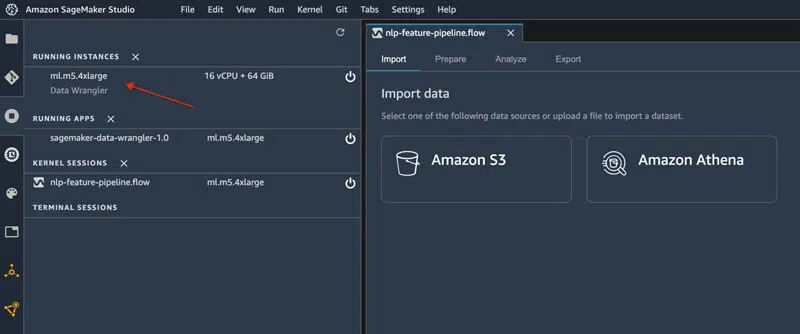 Amazon SageMaker Studio File Edit View Run Kernel Git Tabs Settings Help
RUNNING INSTANCES
ml.m5.4xlarge 16 vCPU + 64 GiB
Data Wrangler
RUNNING APPS
sagemaker-data-wrangler-1.0 ml.m5.4xlarge
KERNEL SESSIONS
nlp-feature-pipeline.flow ml.m5.4xlarge
TERMINAL SESSIONS
nlp-feature-pipeline.flow
Import Prepare Analyze Export
Import data
Select one of the following data sources or upload a file to import a dataset.
Amazon S3 Amazon Athena